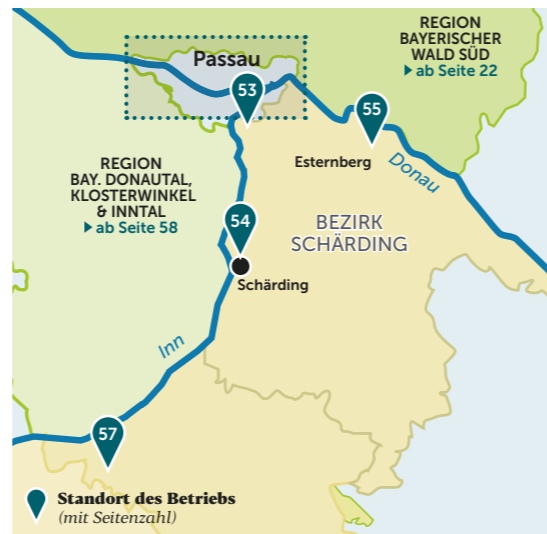 REGION
BAYERISCHER
WALD SÜD
▶ ab Seite 22
Passau
53
55
Esternberg
Donau
REGION
BAY. DONAUTAL,
KLOSTERWINKEL
& INNTAL
▶ ab Seite 58
54
BEZIRK
SCHÄRDING
Schärding
Inn
57
Standort des Betriebs
(mit Seitenzahl)